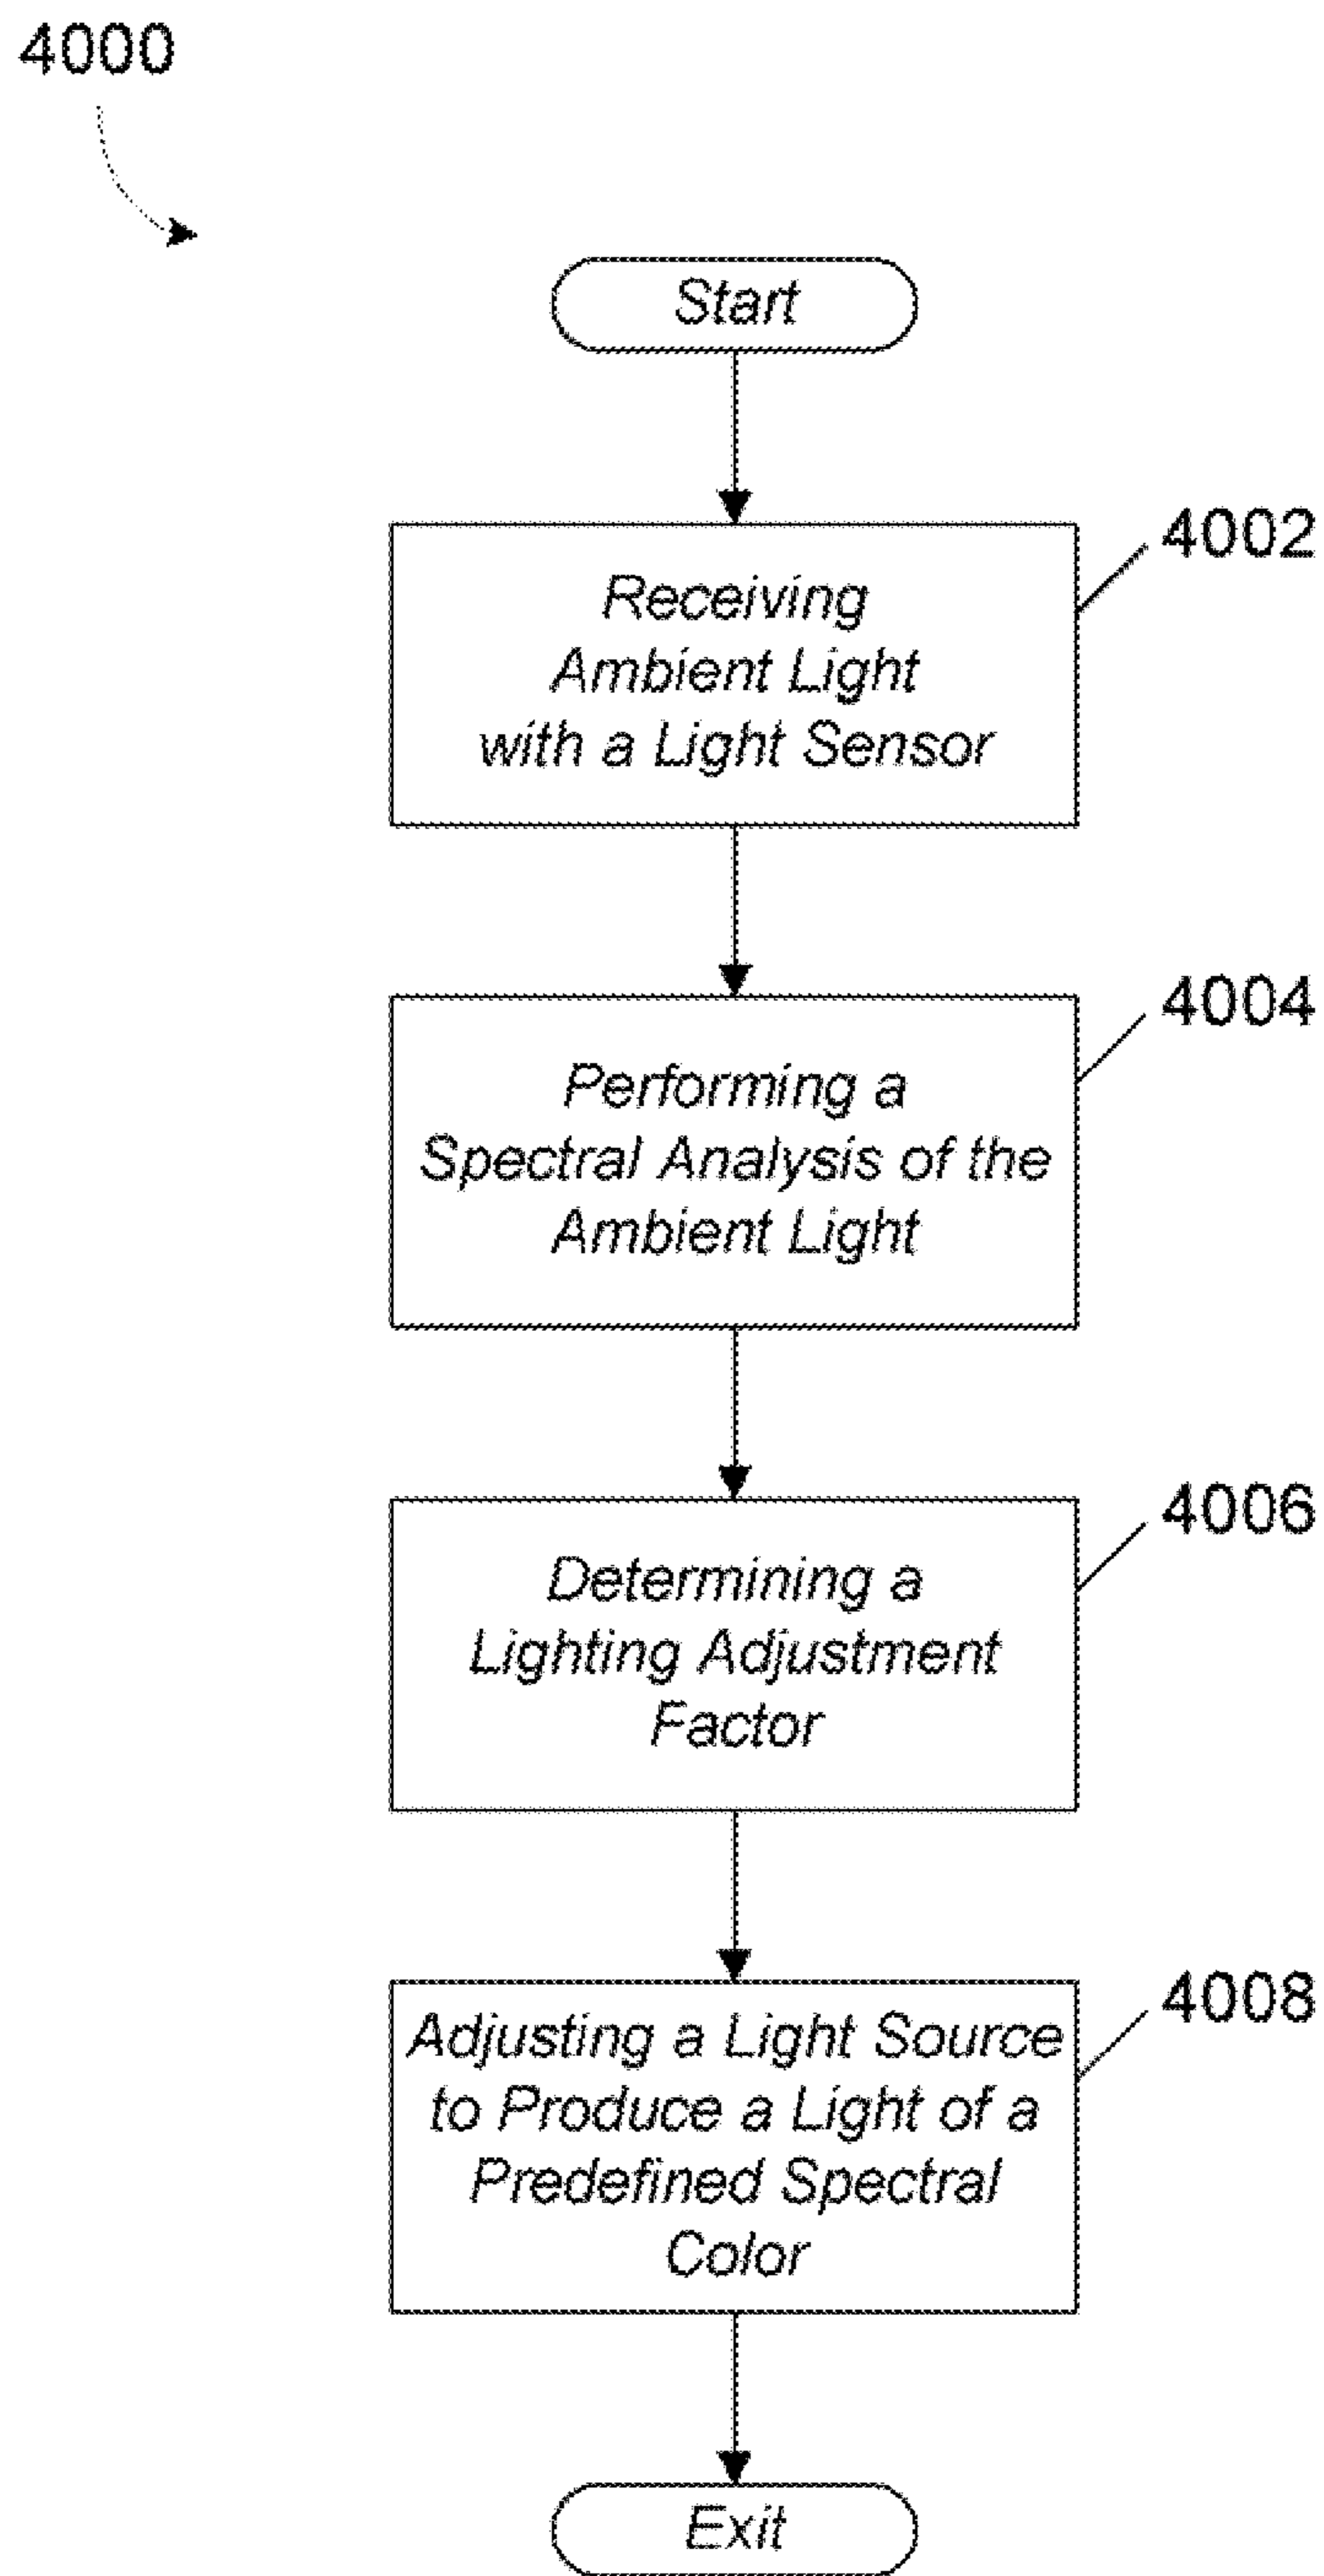 4000
Start
Receiving
Ambient Light
with a Light Sensor
4002
Performing a
Spectral Analysis of the
Ambient Light
4004
Determining a
Lighting Adjustment
Factor
4006
Adjusting a Light Source
to Produce a Light of a
Predefined Spectral
Color
4008
Exit